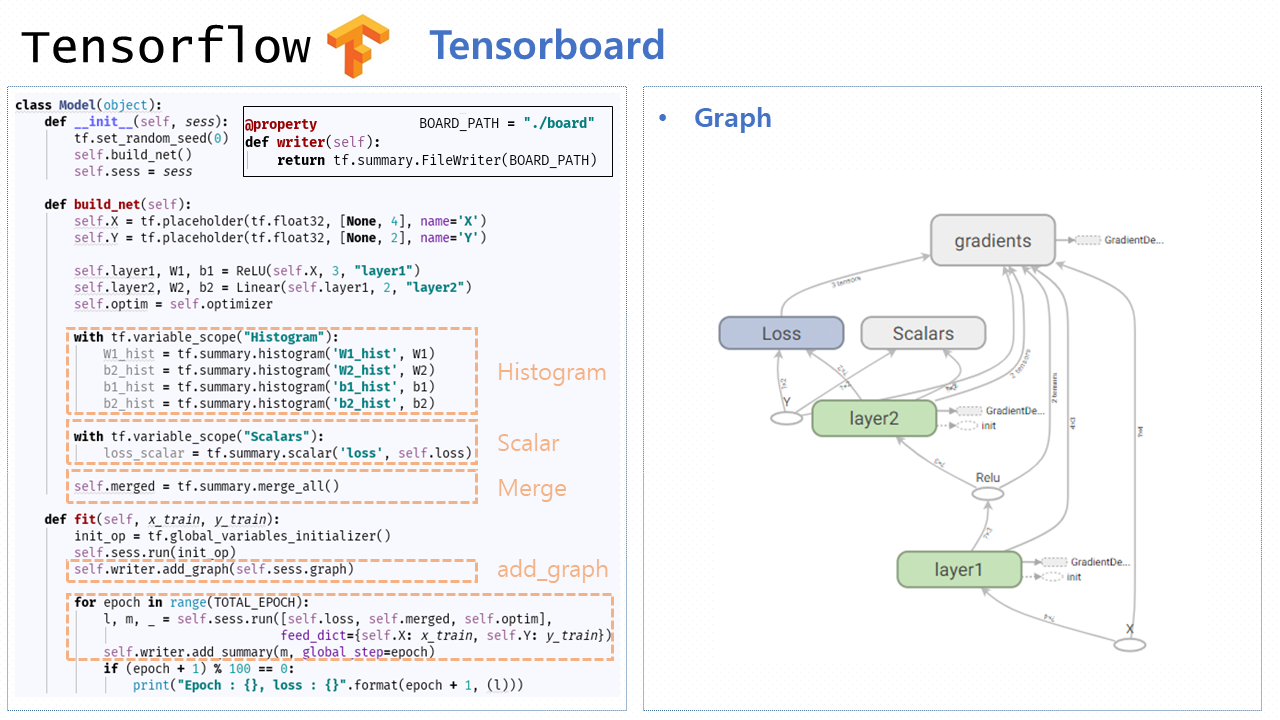 Tensorflow
Tensorboard
class Model(object):
def __init__(self, sess):
tf.set_random_seed(0)
self.build_net()
self.sess = sess
@property
BOARD_PATH = "./board"
def writer(self):
return tf.summary.FileWriter(BOARD_PATH)
def build_net(self):
self.X = tf.placeholder(tf.float32, [None, 4], name='X')
self.Y = tf.placeholder(tf.float32, [None, 2], name='Y')
self.layer1, W1, b1 = ReLU(self.X, 3, "layer1")
self.layer2, W2, b2 = Linear(self.layer1, 2, "layer2")
self.optim = self.optimizer
with tf.variable_scope("Histogram"):
W1_hist = tf.summary.histogram('W1_hist', W1)
b2_hist = tf.summary.histogram('W2_hist', W2)
b1_hist = tf.summary.histogram('b1_hist', b1)
b2_hist = tf.summary.histogram('b2_hist', b2)
Histogram
with tf.variable_scope("Scalars"):
loss_scalar = tf.summary.scalar('loss', self.loss)
Scalar
self.merged = tf.summary.merge_all()
Merge
def fit(self, x_train, y_train):
init_op = tf.global_variables_initializer()
self.sess.run(init_op)
self.writer.add_graph(self.sess.graph)
add_graph
for epoch in range(TOTAL_EPOCH):
l, m, _ = self.sess.run([self.loss, self.merged, self.optim],
feed_dict={self.X: x_train, self.Y: y_train})
self.writer.add_summary(m, global_step=epoch)
if (epoch + 1) % 100 == 0:
print("Epoch : {}, loss : {}".format(epoch + 1, (l)))
• Graph
gradients
GradientDe...
3 tensors
Loss
Scalars
2 tensors
2 tensors
Y
layer2
GradientDe...
init
Relu
layer1
GradientDe...
init
X